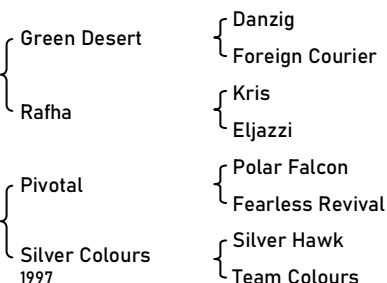 Danzig
Green Desert
Foreign Courier
Kris
Rafha
Eljazzi
Polar Falcon
Pivotal
Fearless Revival
Silver Hawk
Silver Colours
1997
Team Colours